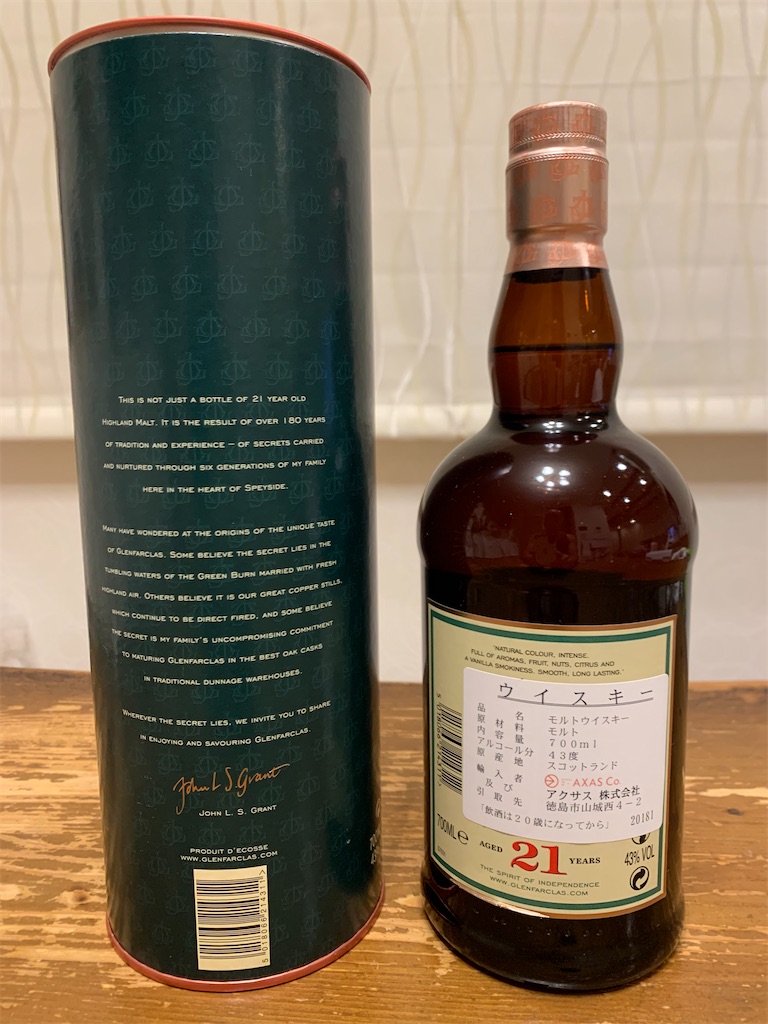 THIS IS NOT JUST A BOTTLE OF 21 YEAR OLD
HIGHLAND MALT. IT IS THE RESULT OF OVER 180 YEARS
OF TRADITION AND EXPERIENCE – OF SECRETS CARRIED
AND NURTURED THROUGH SIX GENERATIONS OF MY FAMILY
HERE IN THE HEART OF SPEYSIDE.
MANY HAVE WONDERED AT THE ORIGINS OF THE UNIQUE TASTE
OF GLENFARCLAS. SOME BELIEVE THE SECRET LIES IN THE
TUMBLING WATERS OF THE GREEN BURN MARRIED WITH FRESH
HIGHLAND AIR. OTHERS BELIEVE IT IS OUR GREAT COPPER STILLS,
WHICH CONTINUE TO BE DIRECT FIRED, AND SOME BELIEVE
THE SECRET IS MY FAMILY'S UNCOMPROMISING COMMITMENT
TO MATURING GLENFARCLAS IN THE BEST OAK CASKS
IN TRADITIONAL DUNNAGE WAREHOUSES.
WHEREVER THE SECRET LIES, WE INVITE YOU TO SHARE
IN ENJOYING AND SAVOURING GLENFARCLAS.
John L S Grant
JOHN L. S. GRANT
PRODUIT D'ECOSSE
WWW.GLENFARCLAS.COM
5 018066 214311 >
'NATURAL COLOUR, INTENSE.
FULL OF AROMAS, FRUIT, NUTS, CITRUS AND
A VANILLA SMOKINESS. SMOOTH, LONG LASTING.'
ウイスキー
品名 モルトウイスキー
原材料 モルト
内容量 700ml
アルコール分 43度
原産地 スコットランド
輸入者 AXAS Co.
及び アクサス 株式会社
引取先 徳島市山城西4-2
「飲酒は20歳になってから」 20181
700ML e
AGED 21 YEARS
43% VOL
THE SPIRIT OF INDEPENDENCE
WWW.GLENFARCLAS.COM